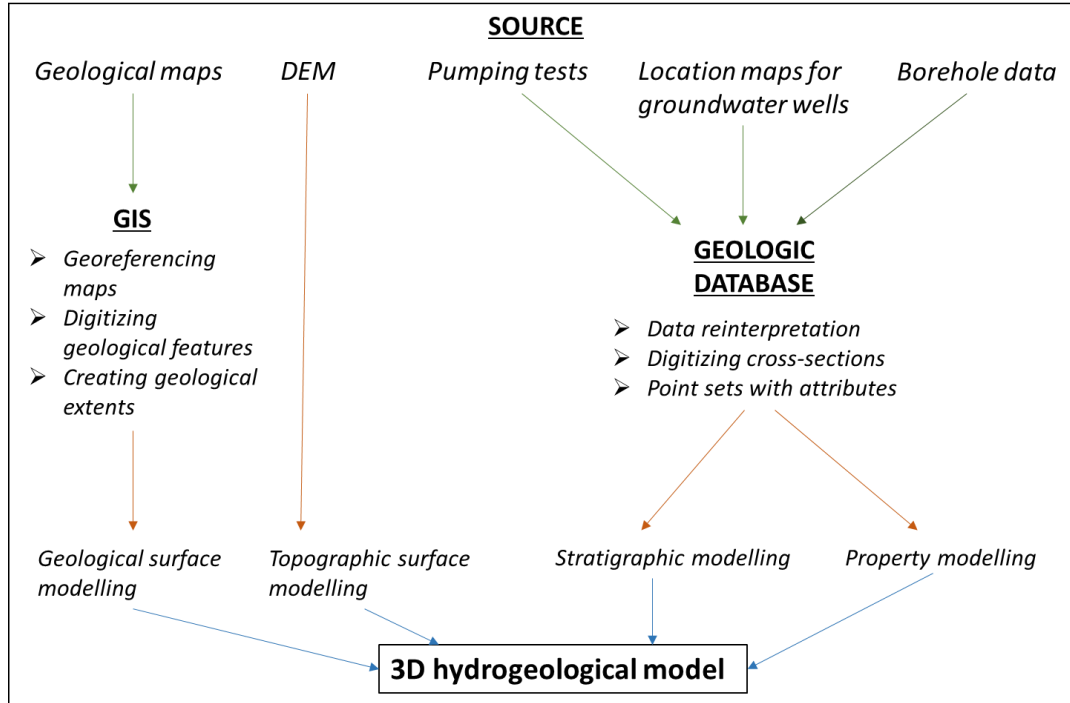 SOURCE
Geological maps
DEM
Pumping tests
Location maps for
groundwater wells
Borehole data
GIS
➢ Georeferencing
maps
➢ Digitizing
geological features
➢ Creating geological
extents
GEOLOGIC
DATABASE
➢ Data reinterpretation
➢ Digitizing cross-sections
➢ Point sets with attributes
Geological surface
modelling
Topographic surface
modelling
Stratigraphic modelling
Property modelling
3D hydrogeological model